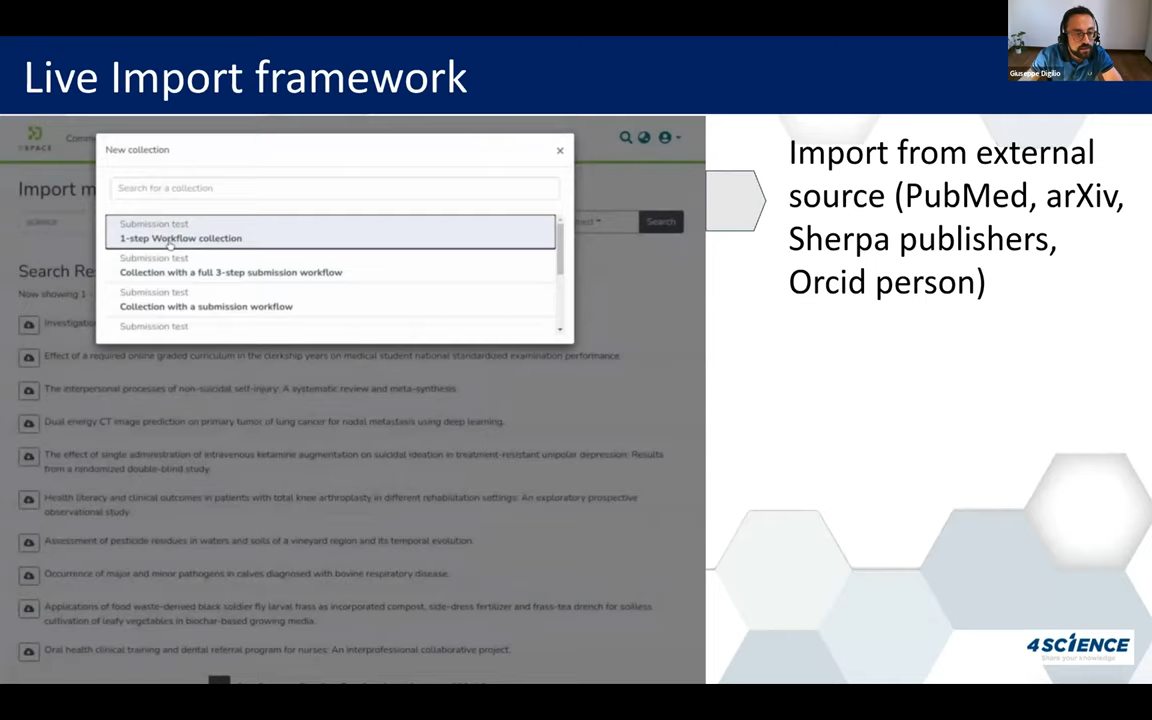 Giuseppe Digilio
Live Import framework
SPACE
New collection
×
Search for a collection
Import m
science
Search
Submission test
1-step Workflow collection
Submission test
Collection with a full 3-step submission workflow
Submission test
Collection with a submission workflow
Submission test
Search Re
Now showing 1
Investigatio
Effect of a required online graded curriculum in the clerkship years on medical student national standardized examination performance.
The interpersonal processes of non-suicidal self-injury: A systematic review and meta-synthesis.
Dual energy CT image prediction on primary tumor of lung cancer for nodal metastasis using deep learning.
The effect of single administration of intravenous ketamine augmentation on suicidal ideation in treatment-resistant unipolar depression: Results
from a randomized double-blind study.
Health literacy and clinical outcomes in patients with total knee arthroplasty in different rehabilitation settings: An exploratory prospective
observational study.
Assessment of pesticide residues in waters and soils of a vineyard region and its temporal evolution.
Occurrence of major and minor pathogens in calves diagnosed with bovine respiratory disease.
Applications of food waste-derived black soldier fly larval frass as incorporated compost, side-dress fertilizer and frass-tea drench for soilless
cultivation of leafy vegetables in biochar-based growing media.
Oral health clinical training and dental referral program for nurses: An interprofessional collaborative project.
Import from external
source (PubMed, arXiv,
Sherpa publishers,
Orcid person)
4SCIENCE
Share your knowledge